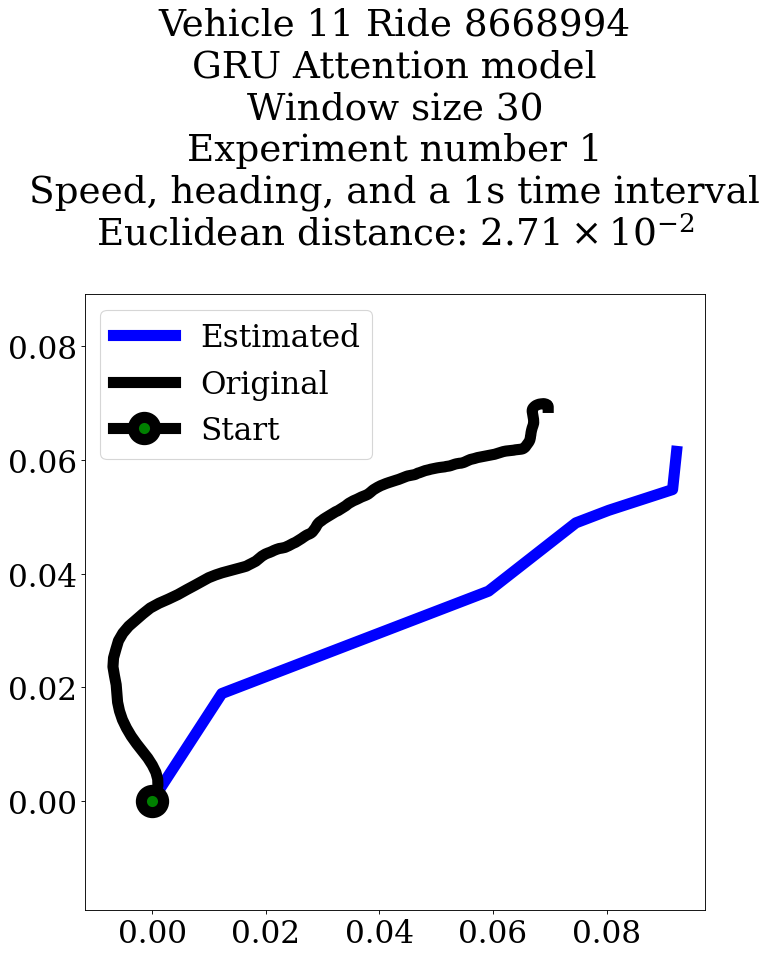 Vehicle 11 Ride 8668994
GRU Attention model
Window size 30
Experiment number 1
Speed, heading, and a 1s time interval
Euclidean distance: 2.71 × 10⁻²
Estimated
Original
Start
0.08
0.06
0.04
0.02
0.00
0.00 0.02 0.04 0.06 0.08